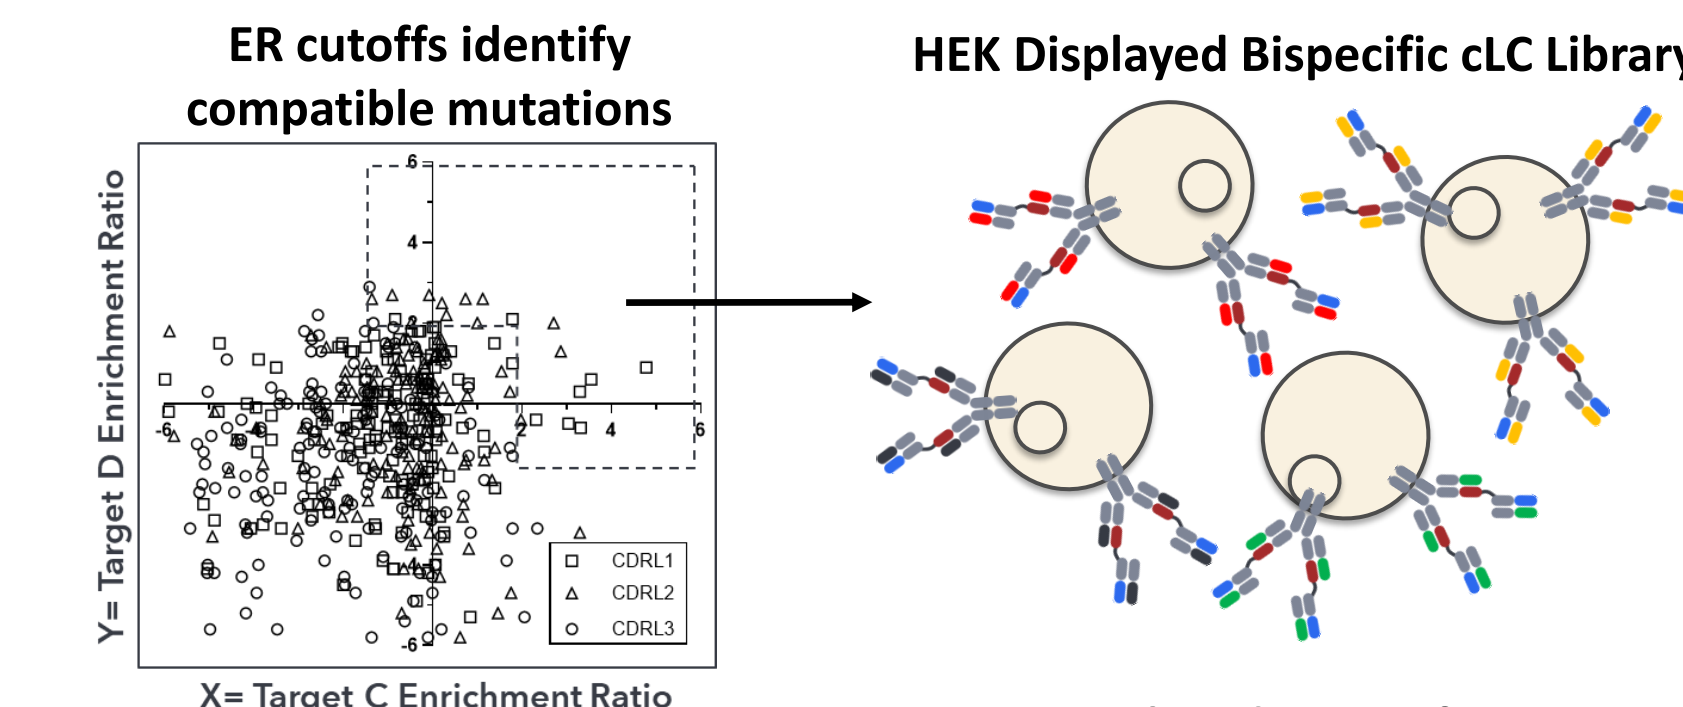 ER cutoffs identify
compatible mutations
HEK Displayed Bispecific cLC Library
Y= Target D Enrichment Ratio
6
4
2
-6
-4
2
4
6
-4
-6
CDRL1
CDRL2
CDRL3
X= Target C Enrichment Ratio